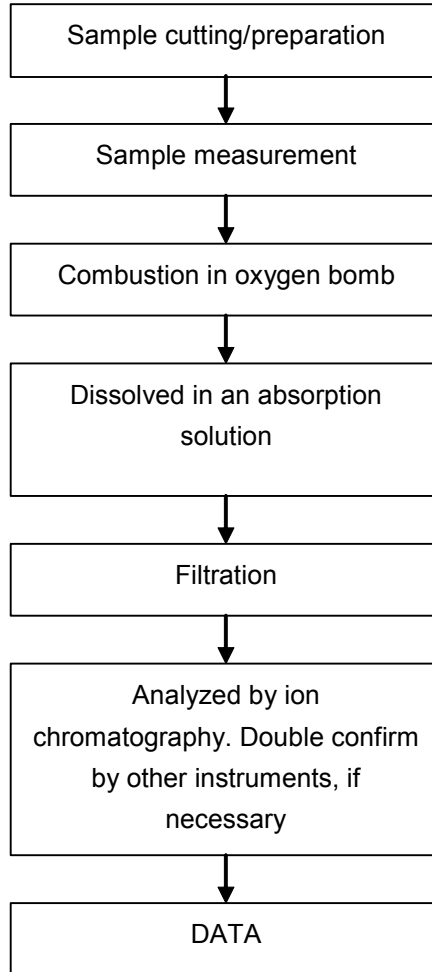 Sample cutting/preparation
Sample measurement
Combustion in oxygen bomb
Dissolved in an absorption
solution
Filtration
Analyzed by ion
chromatography. Double confirm
by other instruments, if
necessary
DATA